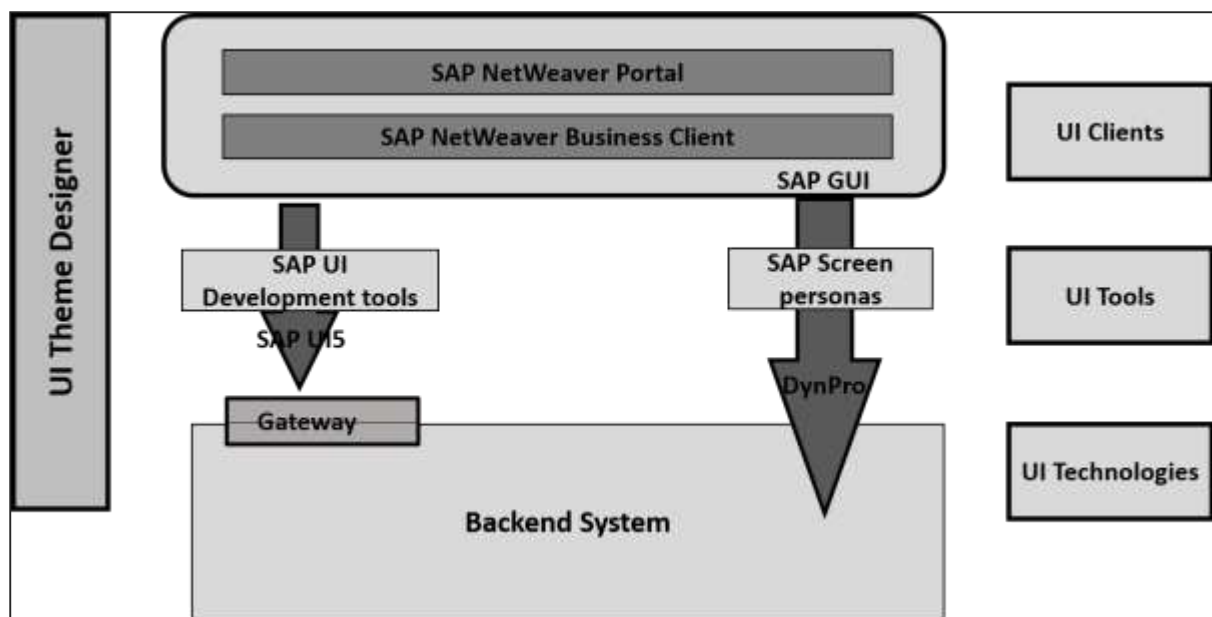 UI Theme Designer
SAP NetWeaver Portal
SAP NetWeaver Business Client
SAP GUI
SAP UI
Development tools
SAP UI5
SAP Screen
personas
DynPro
Gateway
Backend System
UI Clients
UI Tools
UI Technologies